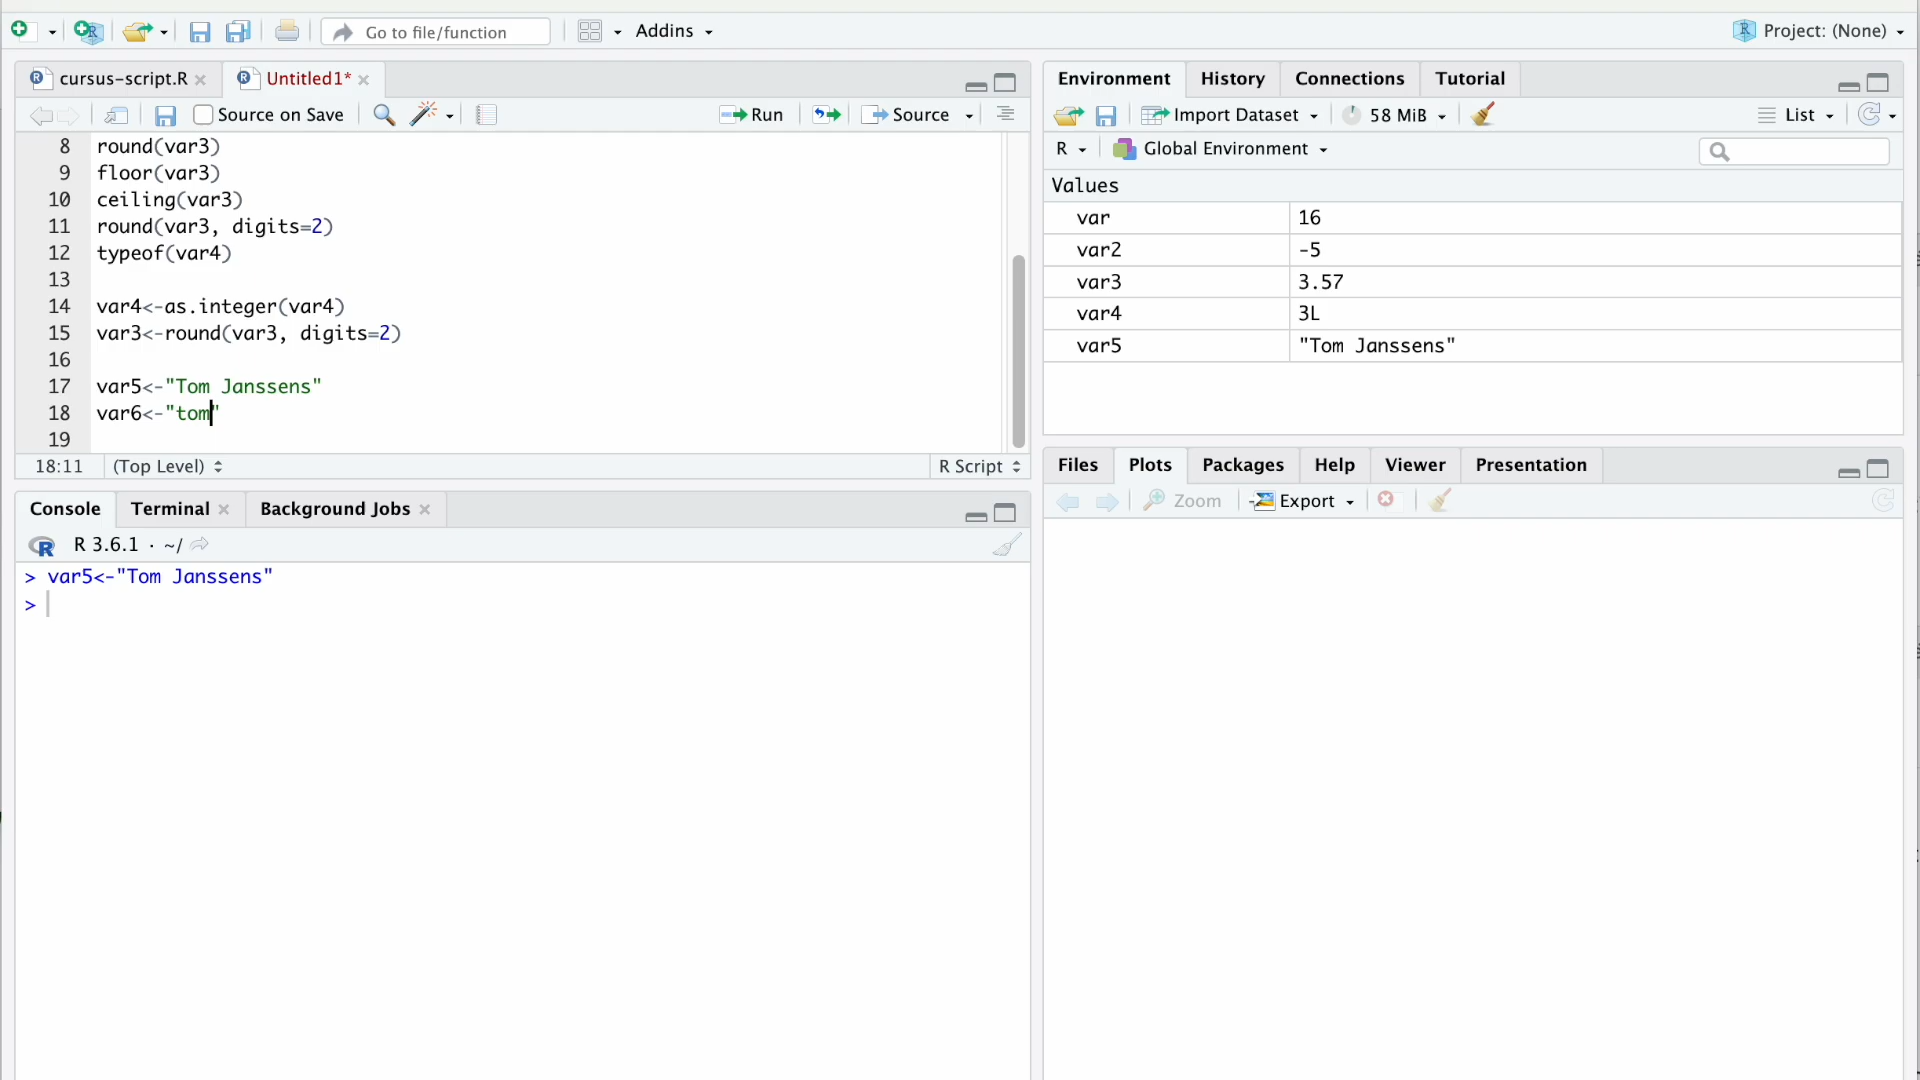 Go to file/function
Addins
Project: (None)
cursus-script.R
Untitled1*
Source on Save
Run
Source
8 round(var3)
9 floor(var3)
10 ceiling(var3)
11 round(var3, digits=2)
12 typeof(var4)
13
14 var4<-as.integer(var4)
15 var3<-round(var3, digits=2)
16
17 var5<-"Tom Janssens"
18 var6<-"tom"
19
18:11 (Top Level) R Script
Console Terminal Background Jobs
R 3.6.1 · ~/
> var5<-"Tom Janssens"
>
Environment History Connections Tutorial
Import Dataset 58 MiB List
R Global Environment
Values
var 16
var2 -5
var3 3.57
var4 3L
var5 "Tom Janssens"
Files Plots Packages Help Viewer Presentation
Zoom Export